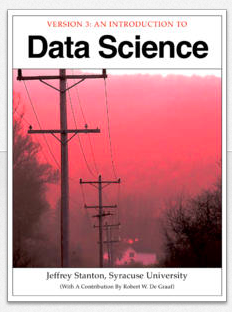 VERSION 3: AN INTRODUCTION TO
Data Science
Jeffrey Stanton, Syracuse University
(With A Contribution By Robert W. De Graaf)